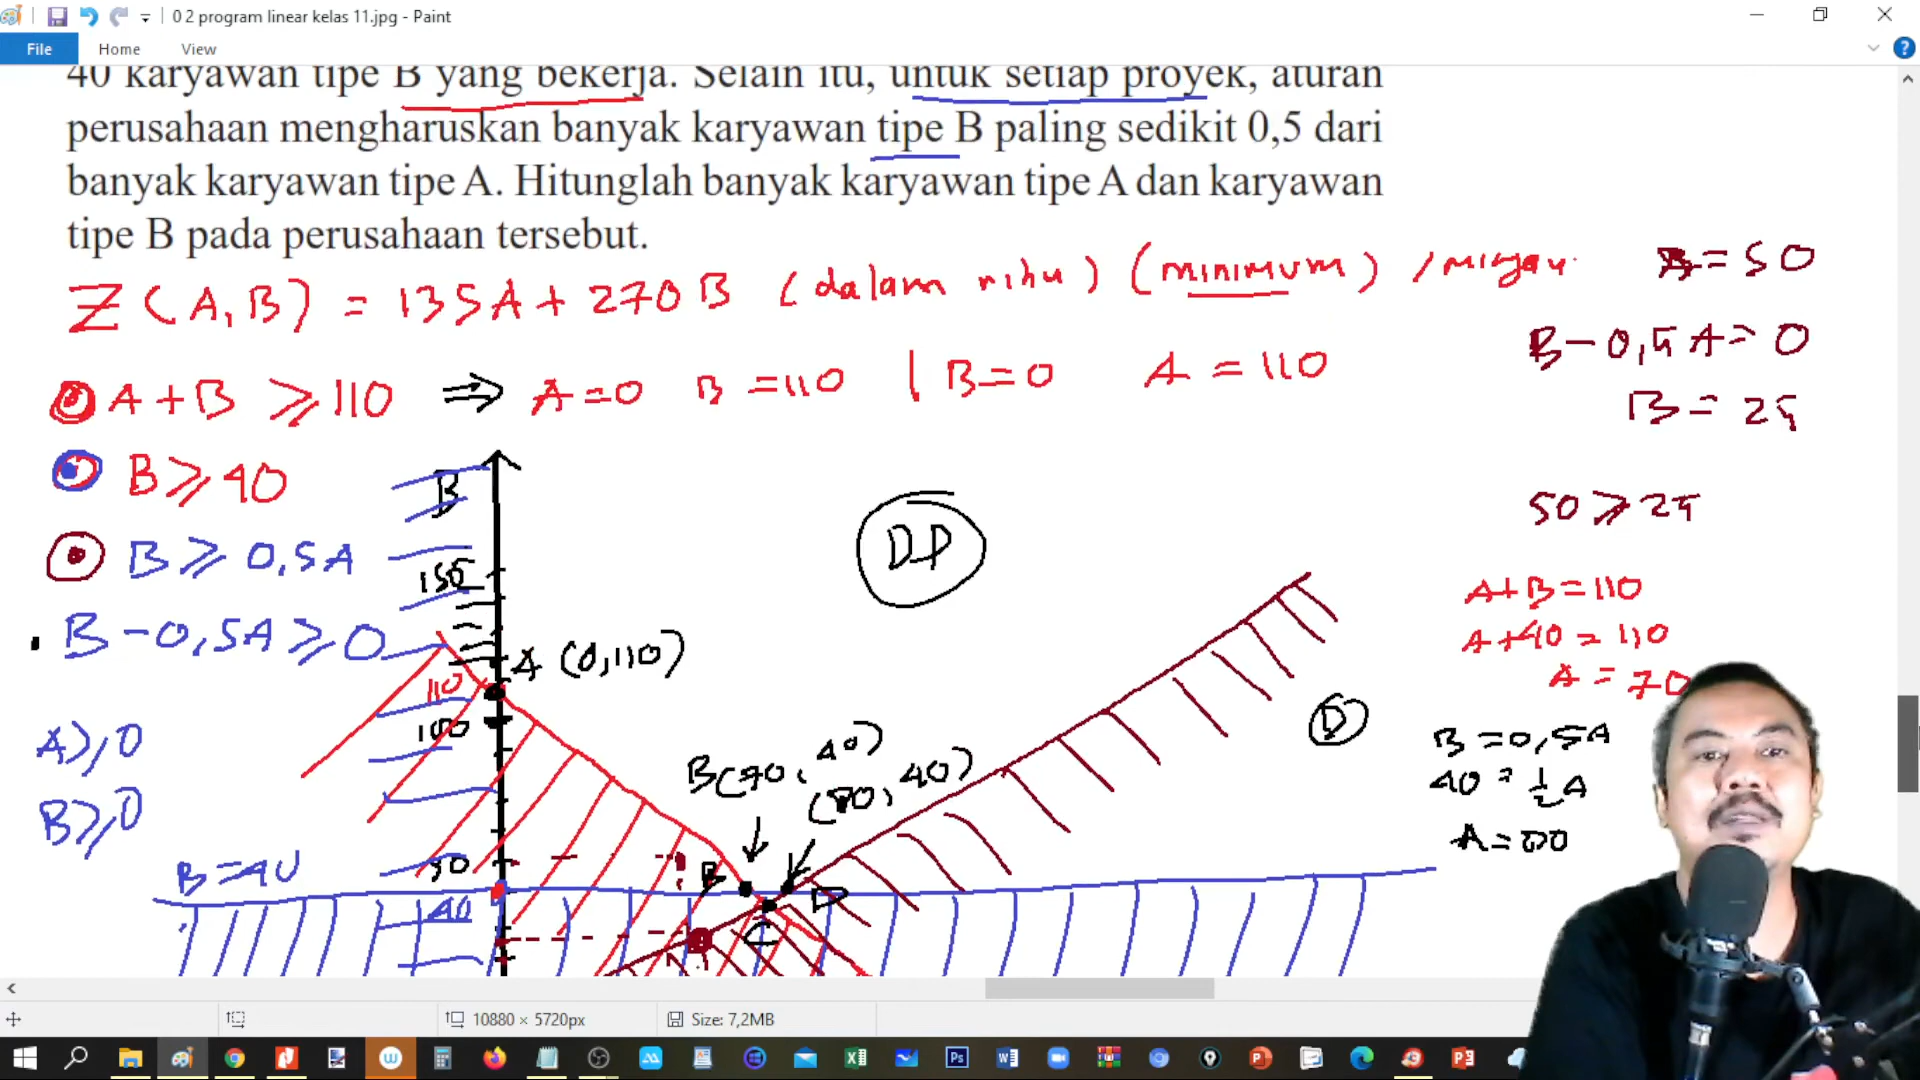 0 2 program linear kelas 11.jpg - Paint
File Home View
40 karyawan tipe B yang bekerja. Selain itu, untuk setiap proyek, aturan
perusahaan mengharuskan banyak karyawan tipe B paling sedikit 0,5 dari
banyak karyawan tipe A. Hitunglah banyak karyawan tipe A dan karyawan
tipe B pada perusahaan tersebut.
Z(A,B) = 135A + 270B (dalam ribu) (minimum) /minggu
= 50
B - 0,5A = 0
B = 25
A + B ≥ 110 ⇒ A = 0 B = 110 | B = 0 A = 110
B ≥ 40
50 ≥ 25
B ≥ 0,5A
B - 0,5A ≥ 0
A ≥ 0
B ≥ 0
B
DP
150
A (0,110)
110
100
B(70, 40)
(80, 40)
D
A+B = 110
A+40 = 110
A = 70
B = 0,5A
40 = ½A
A = 80
B = 40
50
B
D
40
C
10880 × 5720px
Size: 7,2MB